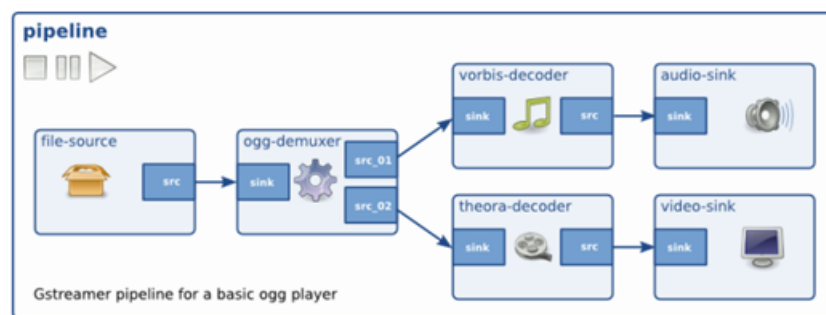 pipeline
vorbis-decoder
audio-sink
sink
src
sink
file-source
ogg-demuxer
src
sink
src_01
src_02
theora-decoder
video-sink
sink
src
sink
Gstreamer pipeline for a basic ogg player